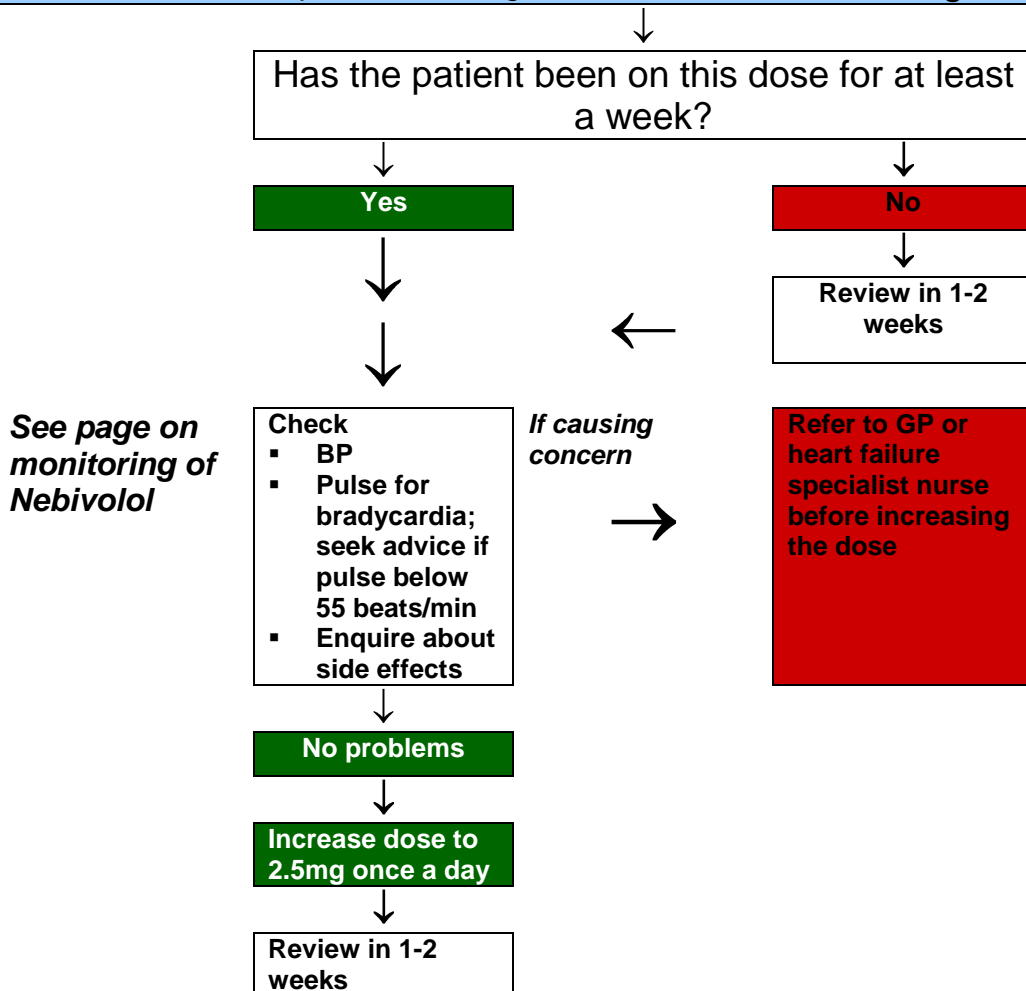 Has the patient been on this dose for at least
a week?
Yes
No
Review in 1-2
weeks
See page on
monitoring of
Nebivolol
Check
▪ BP
▪ Pulse for
bradycardia;
seek advice if
pulse below
55 beats/min
▪ Enquire about
side effects
If causing
concern
Refer to GP or
heart failure
specialist nurse
before increasing
the dose
No problems
Increase dose to
2.5mg once a day
Review in 1-2
weeks